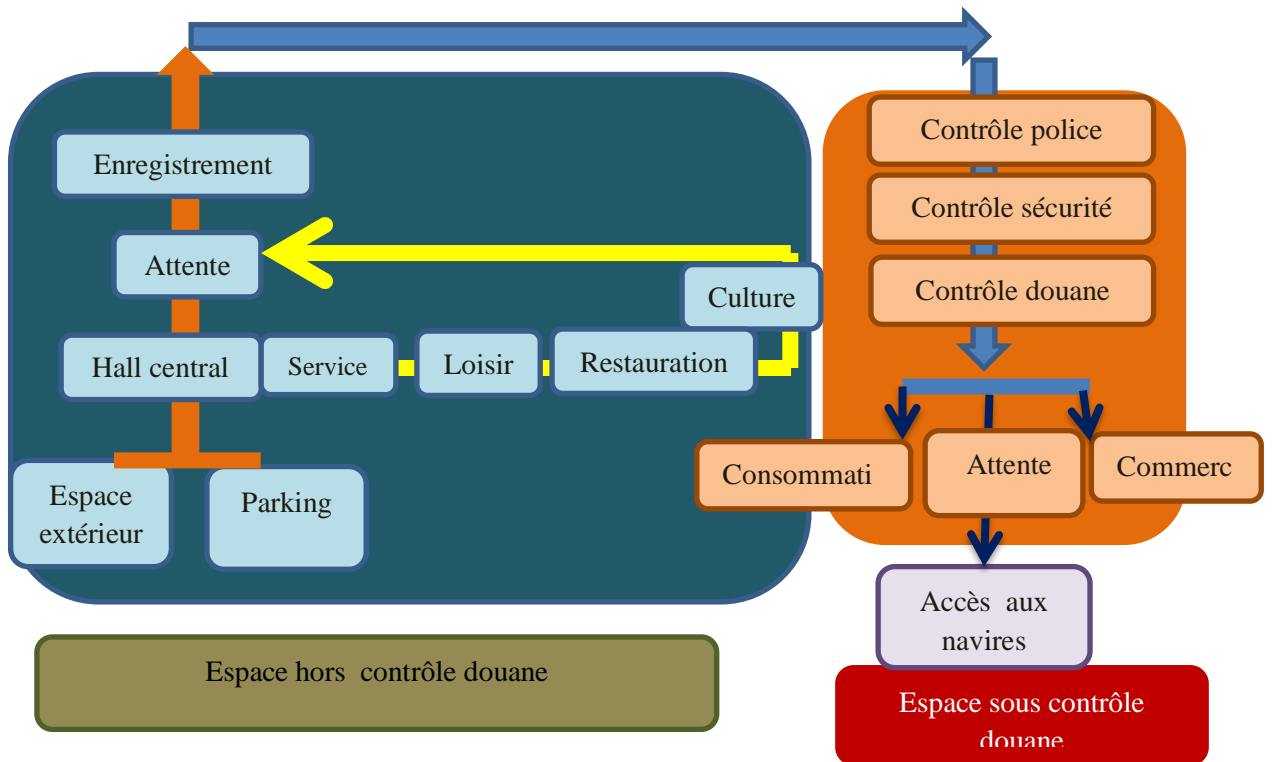 Enregistrement
Attente
Culture
Hall central
Service
Loisir
Restauration
Espace
extérieur
Parking
Espace hors contrôle douane
Contrôle police
Contrôle sécurité
Contrôle douane
Consommati
Attente
Commerc
Accès aux
navires
Espace sous contrôle
douane